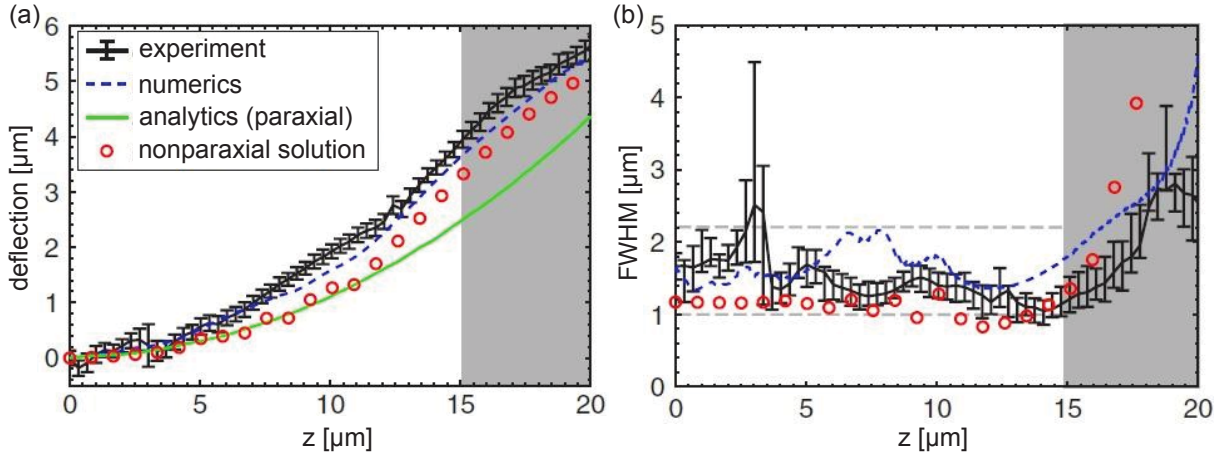 (a)
6
5
4
3
2
1
0
deflection [µm]
experiment
numerics
analytics (paraxial)
nonparaxial solution
0 5 10 15 20
z [µm]
(b)
5
4
3
2
1
0
FWHM [µm]
0 5 10 15 20
z [µm]